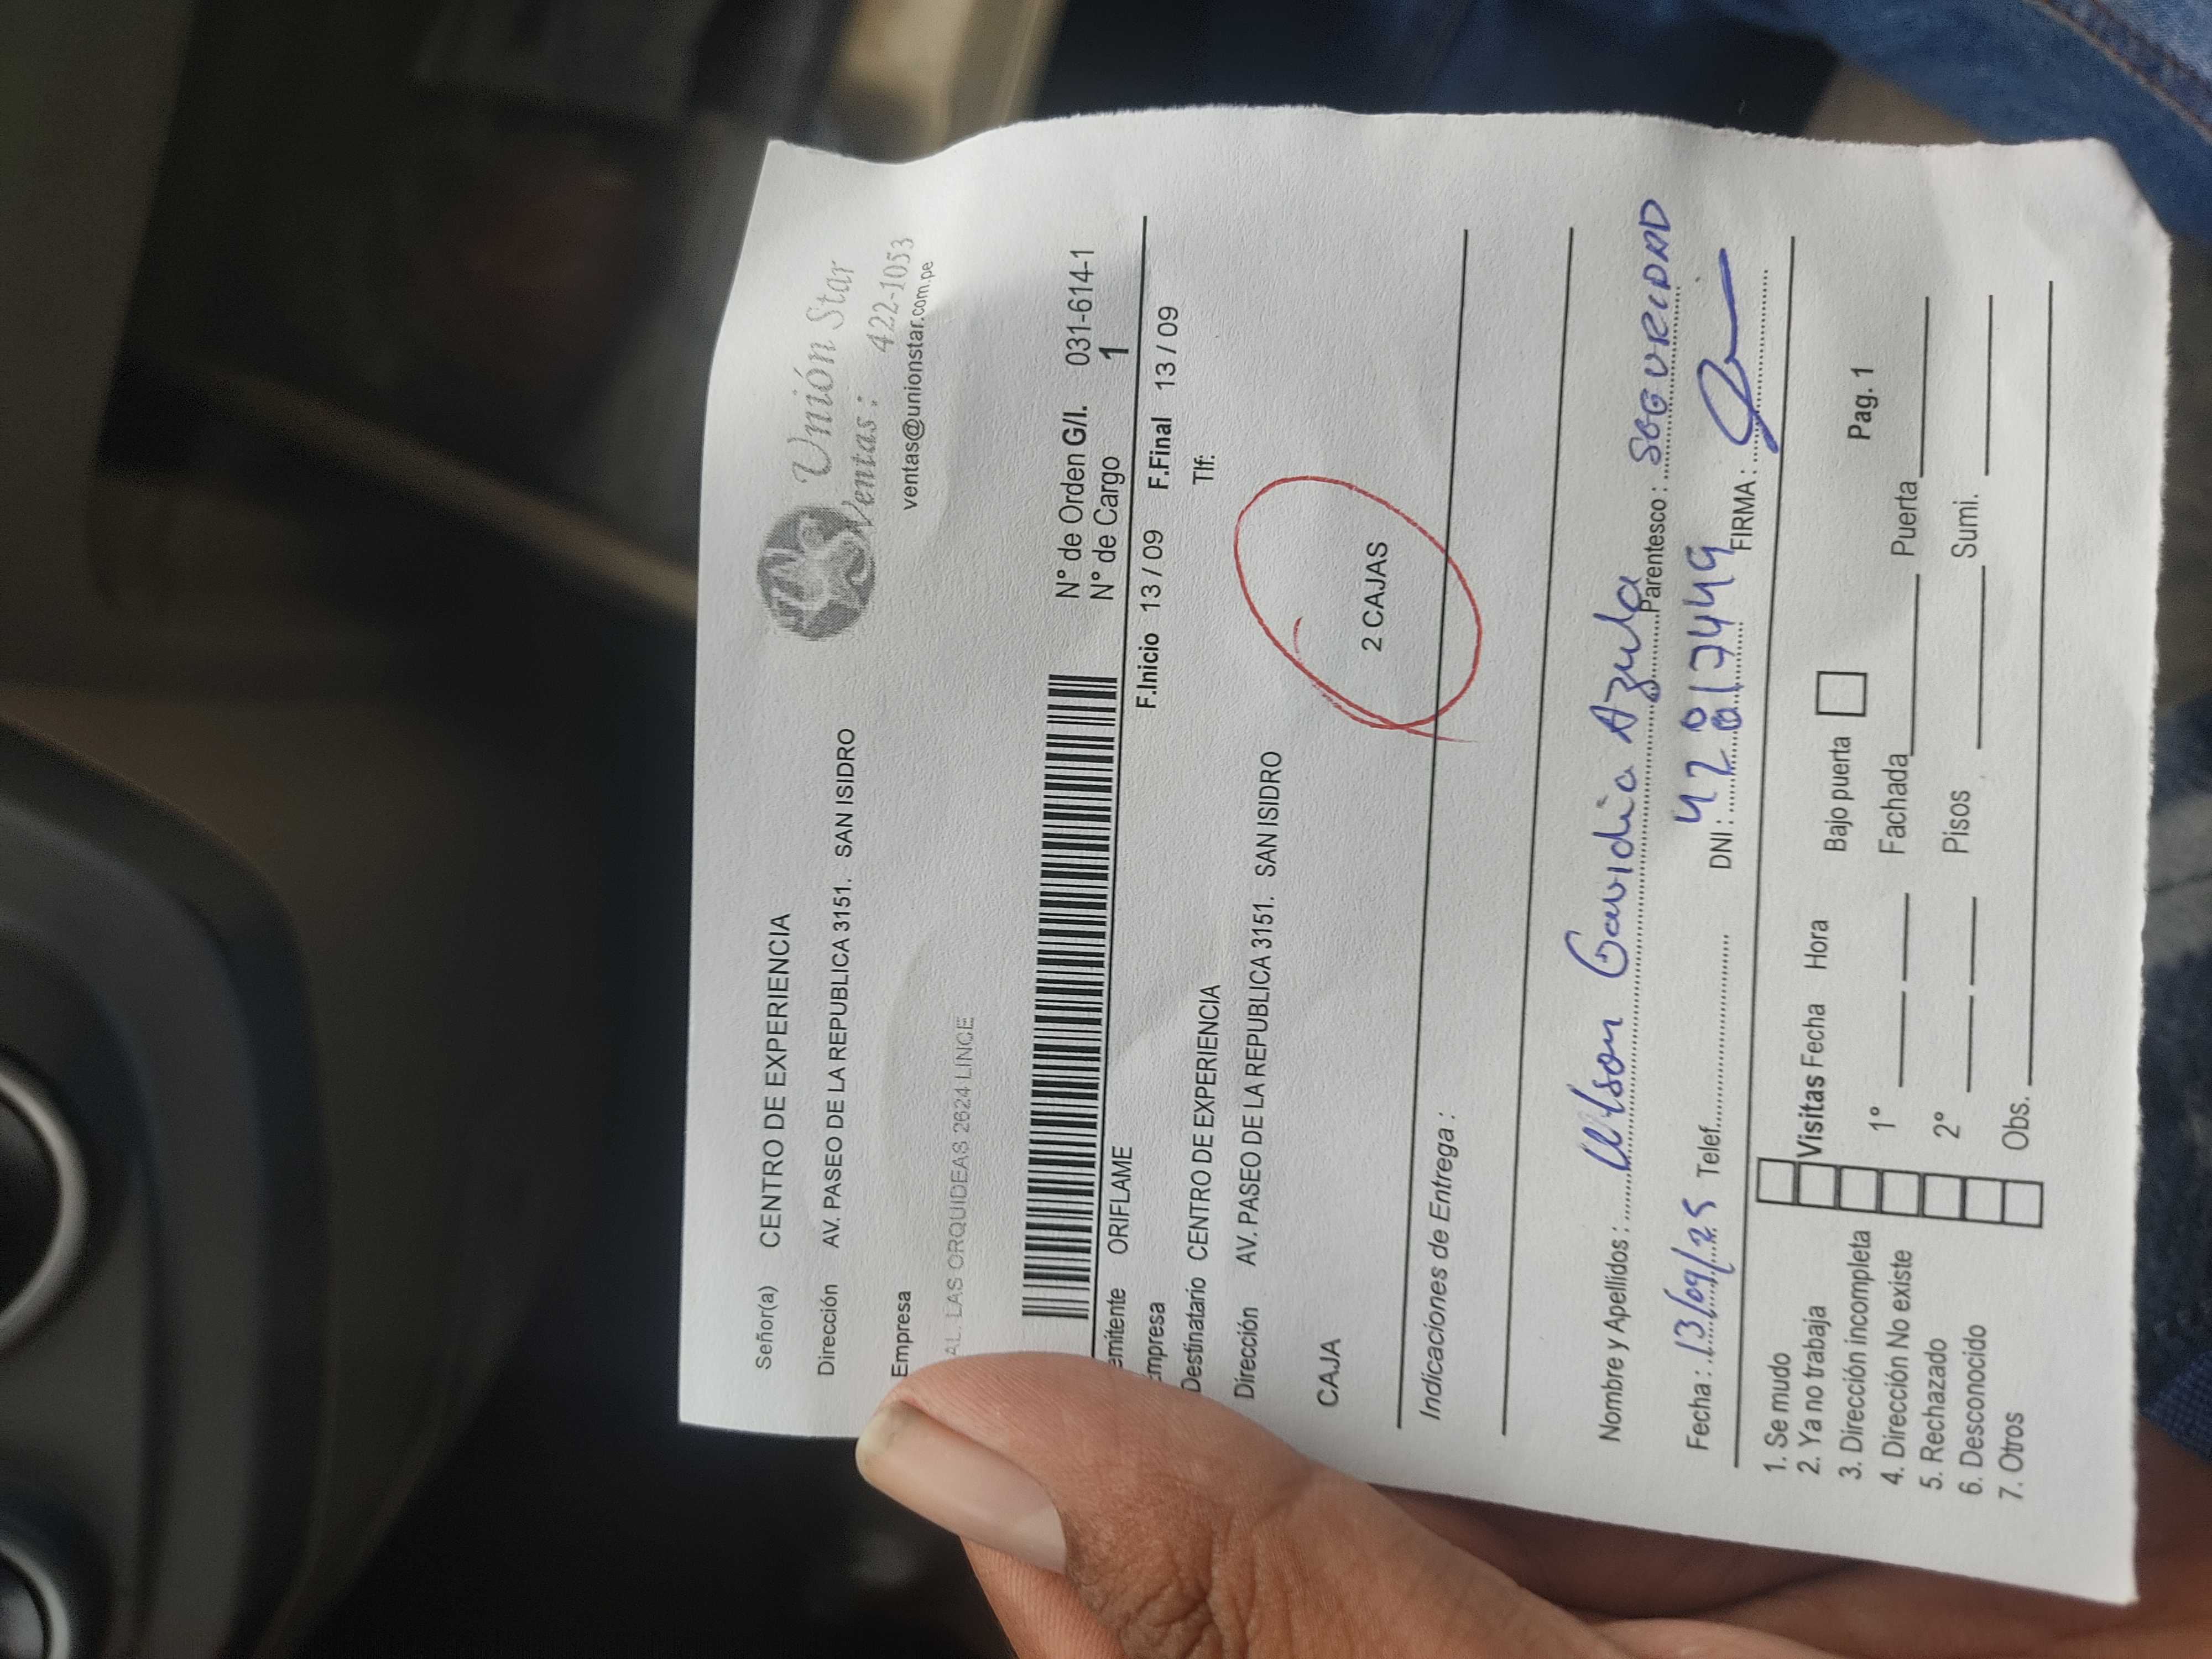 Señor(a) CENTRO DE EXPERIENCIA
Unión Star
Dirección AV. PASEO DE LA REPUBLICA 3151. SAN ISIDRO
Ventas: 422-1053
Empresa
ventas@unionstar.com.pe
AL. LAS ORQUIDEAS 2624 LINCE
N° de Orden G/I. 031-614-1
N° de Cargo 1
emitente ORIFLAME
F.Inicio 13 / 09 F.Final 13 / 09
mpresa
Tlf:
Destinatario CENTRO DE EXPERIENCIA
Dirección AV. PASEO DE LA REPUBLICA 3151. SAN ISIDRO
CAJA 2 CAJAS
Indicaciones de Entrega :
Nombre y Apellidos : Wilson Gavidia Azula Parentesco : SEGURIDAD
Fecha : 13/09/25 Telef. DNI : FIRMA :
1. Se mudo
2. Ya no trabaja Visitas Fecha Hora Bajo puerta Pag. 1
3. Dirección incompleta
4. Dirección No existe 1° Fachada Puerta
5. Rechazado
6. Desconocido 2° Pisos Sumi.
7. Otros Obs.